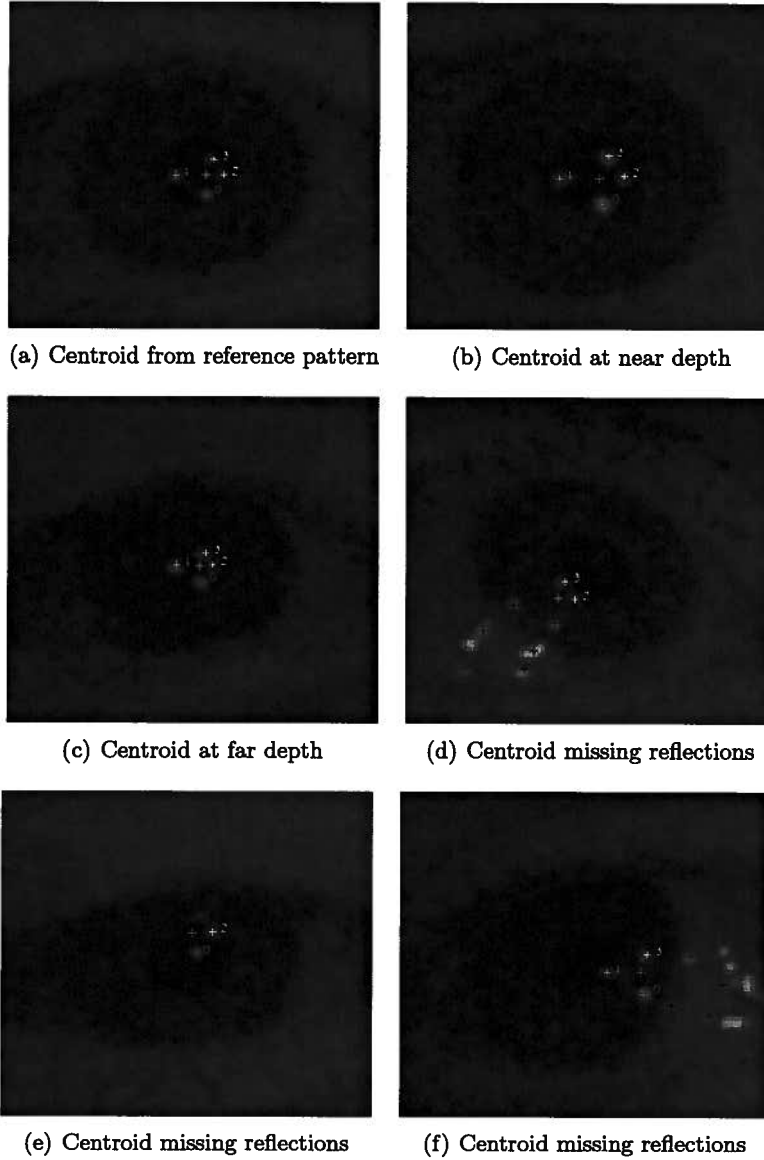 (a) Centroid from reference pattern
(b) Centroid at near depth
(c) Centroid at far depth
(d) Centroid missing reflections
(e) Centroid missing reflections
(f) Centroid missing reflections